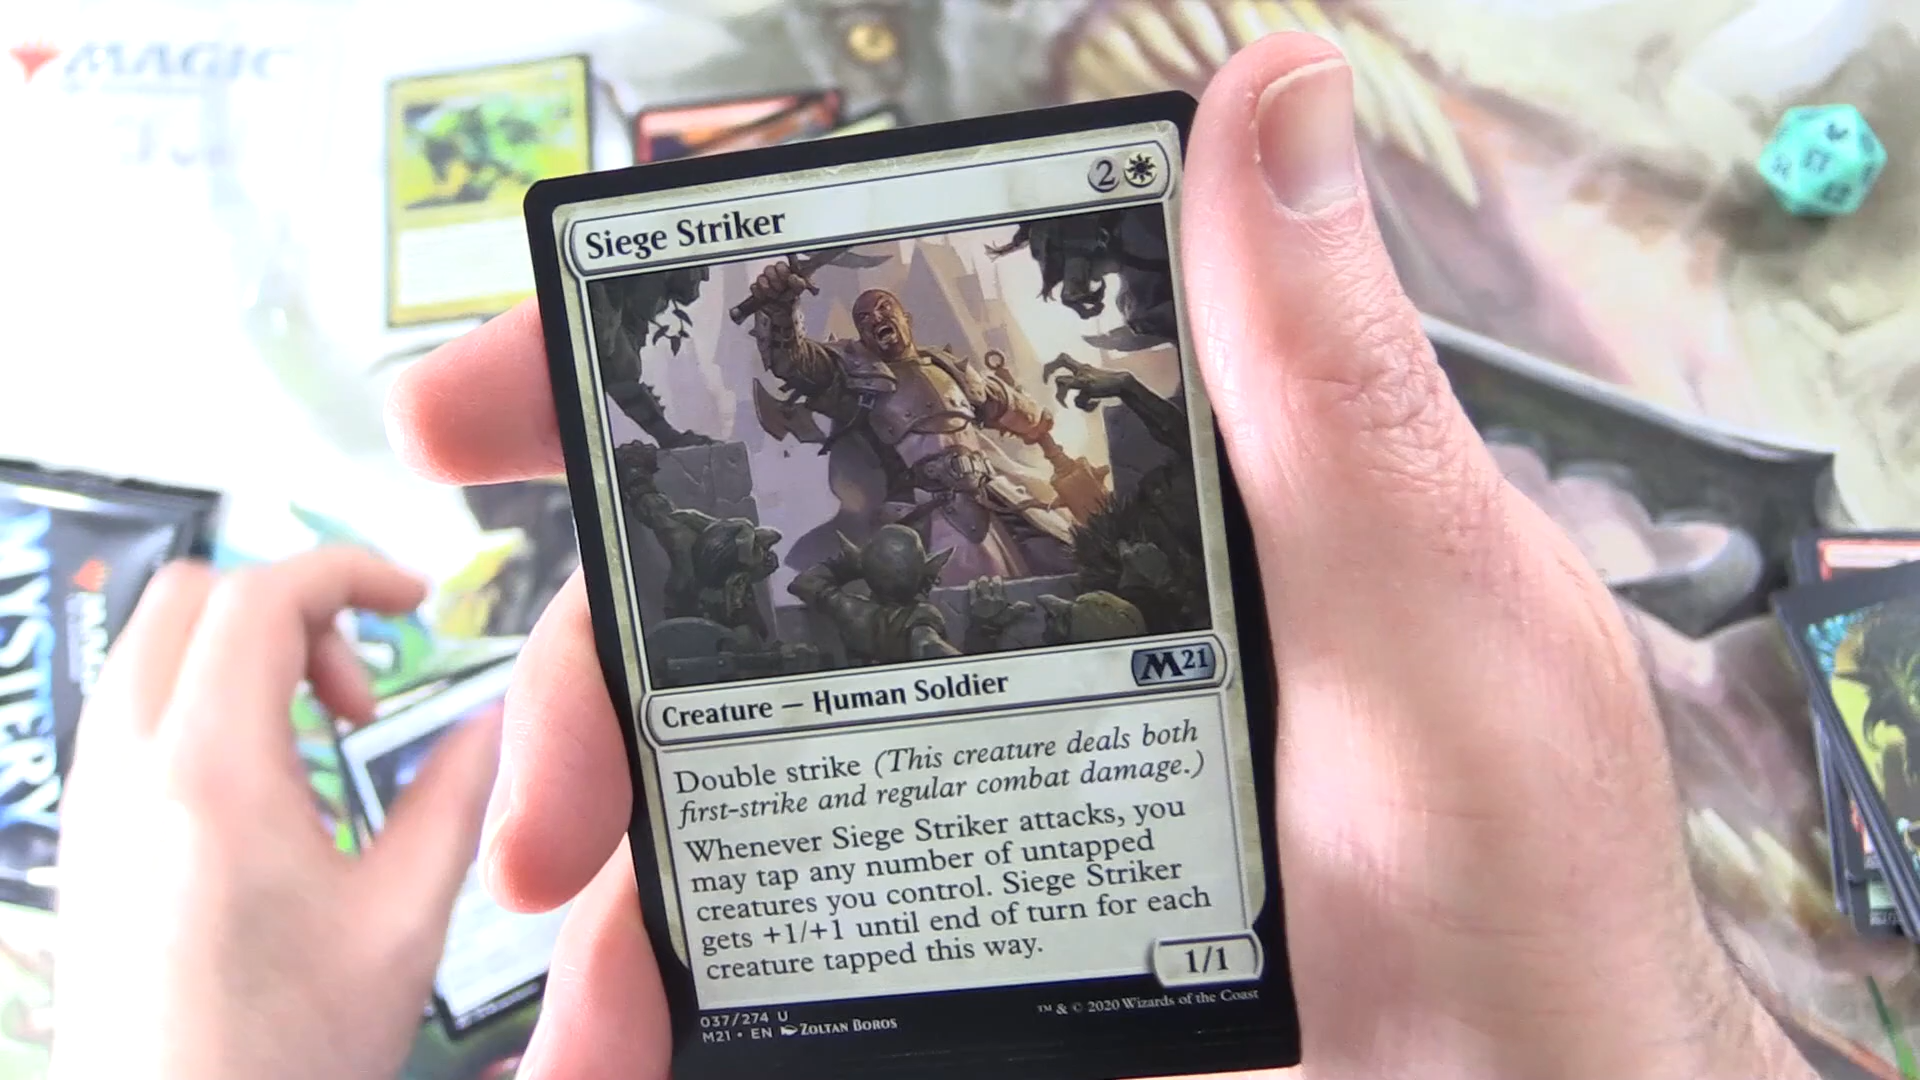 MAGIC
Siege Striker
2
Creature — Human Soldier
M21
Double strike (This creature deals both
first-strike and regular combat damage.)
Whenever Siege Striker attacks, you
may tap any number of untapped
creatures you control. Siege Striker
gets +1/+1 until end of turn for each
creature tapped this way.
1/1
037/274 U
M21 • EN ZOLTAN BOROS
™ & © 2020 Wizards of the Coast
MYSTERY